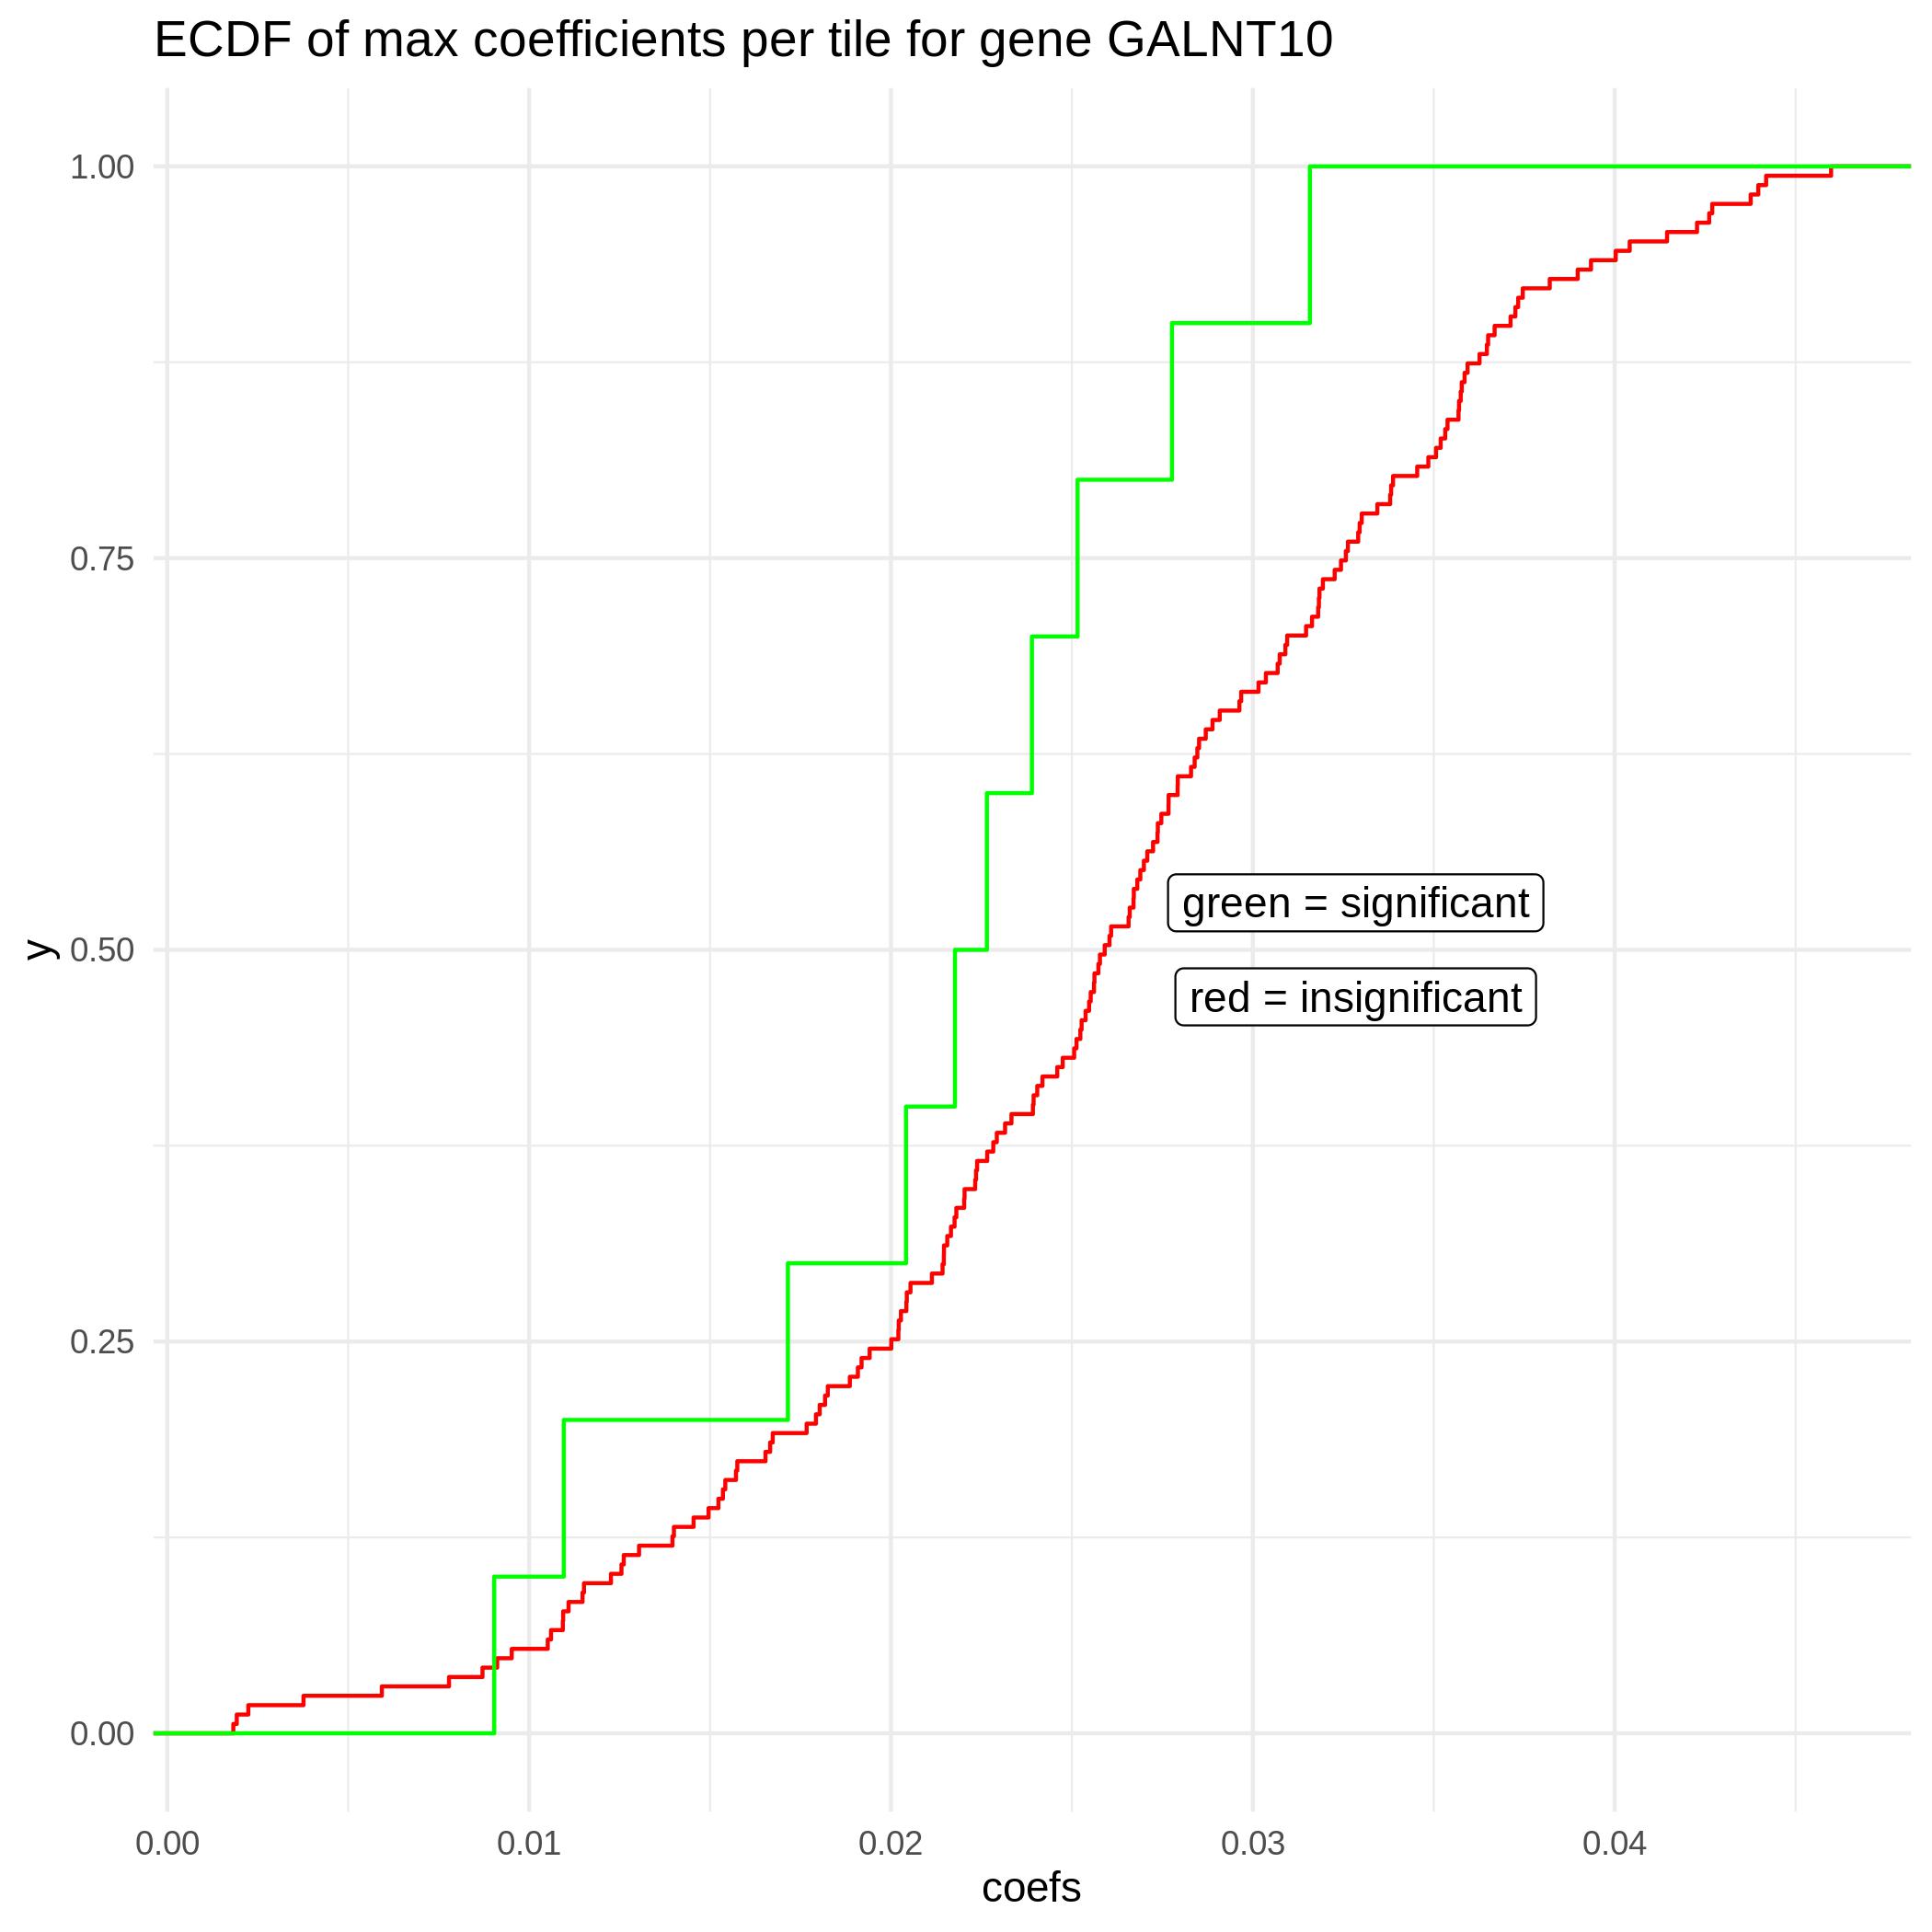 ECDF of max coefficients per tile for gene GALNT10
1.00
0.75
0.50
0.25
0.00
y
green = significant
red = insignificant
0.00 0.01 0.02 0.03 0.04
coefs